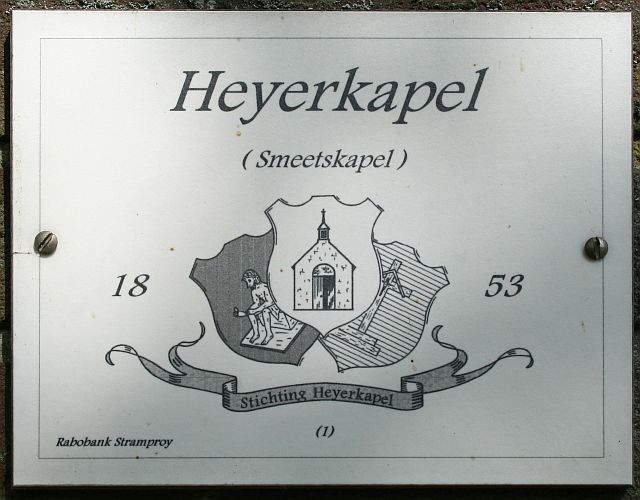 Heyerkapel
( Smeetskapel )
18 53
Stichting Heyerkapel
(1)
Rabobank Stramproy